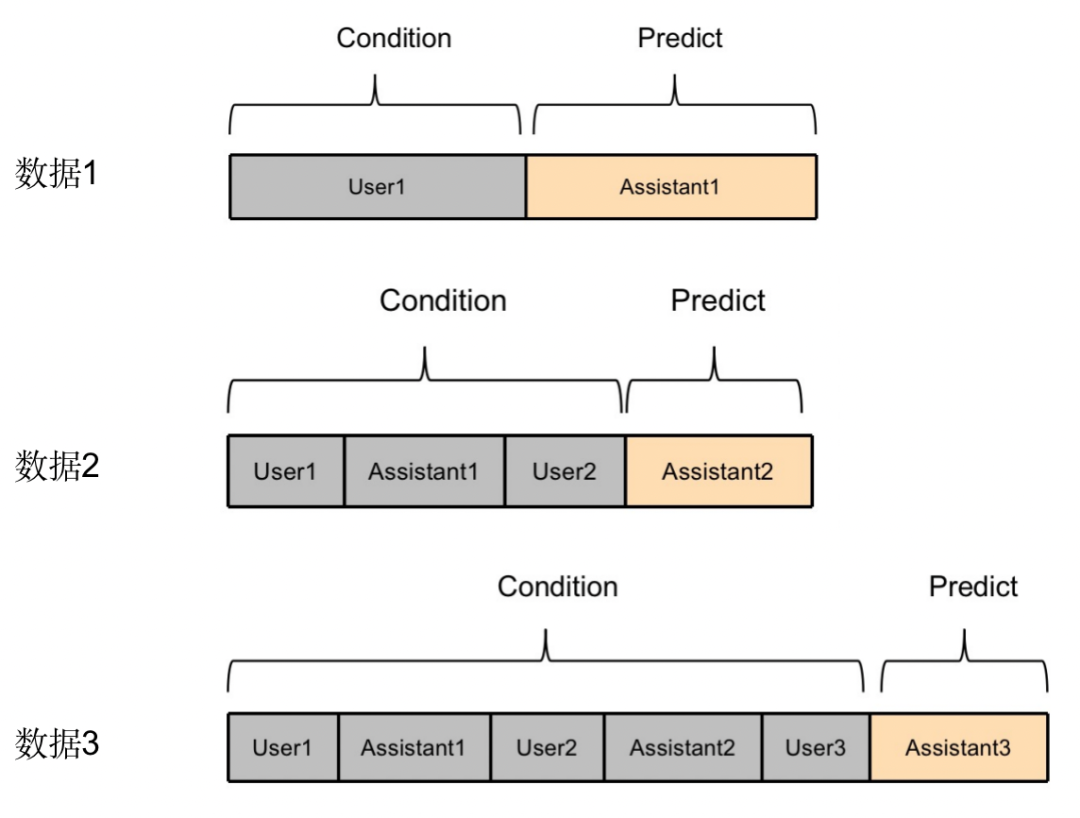 Condition Predict
数据1 User1 Assistant1
Condition Predict
数据2 User1 Assistant1 User2 Assistant2
Condition Predict
数据3 User1 Assistant1 User2 Assistant2 User3 Assistant3